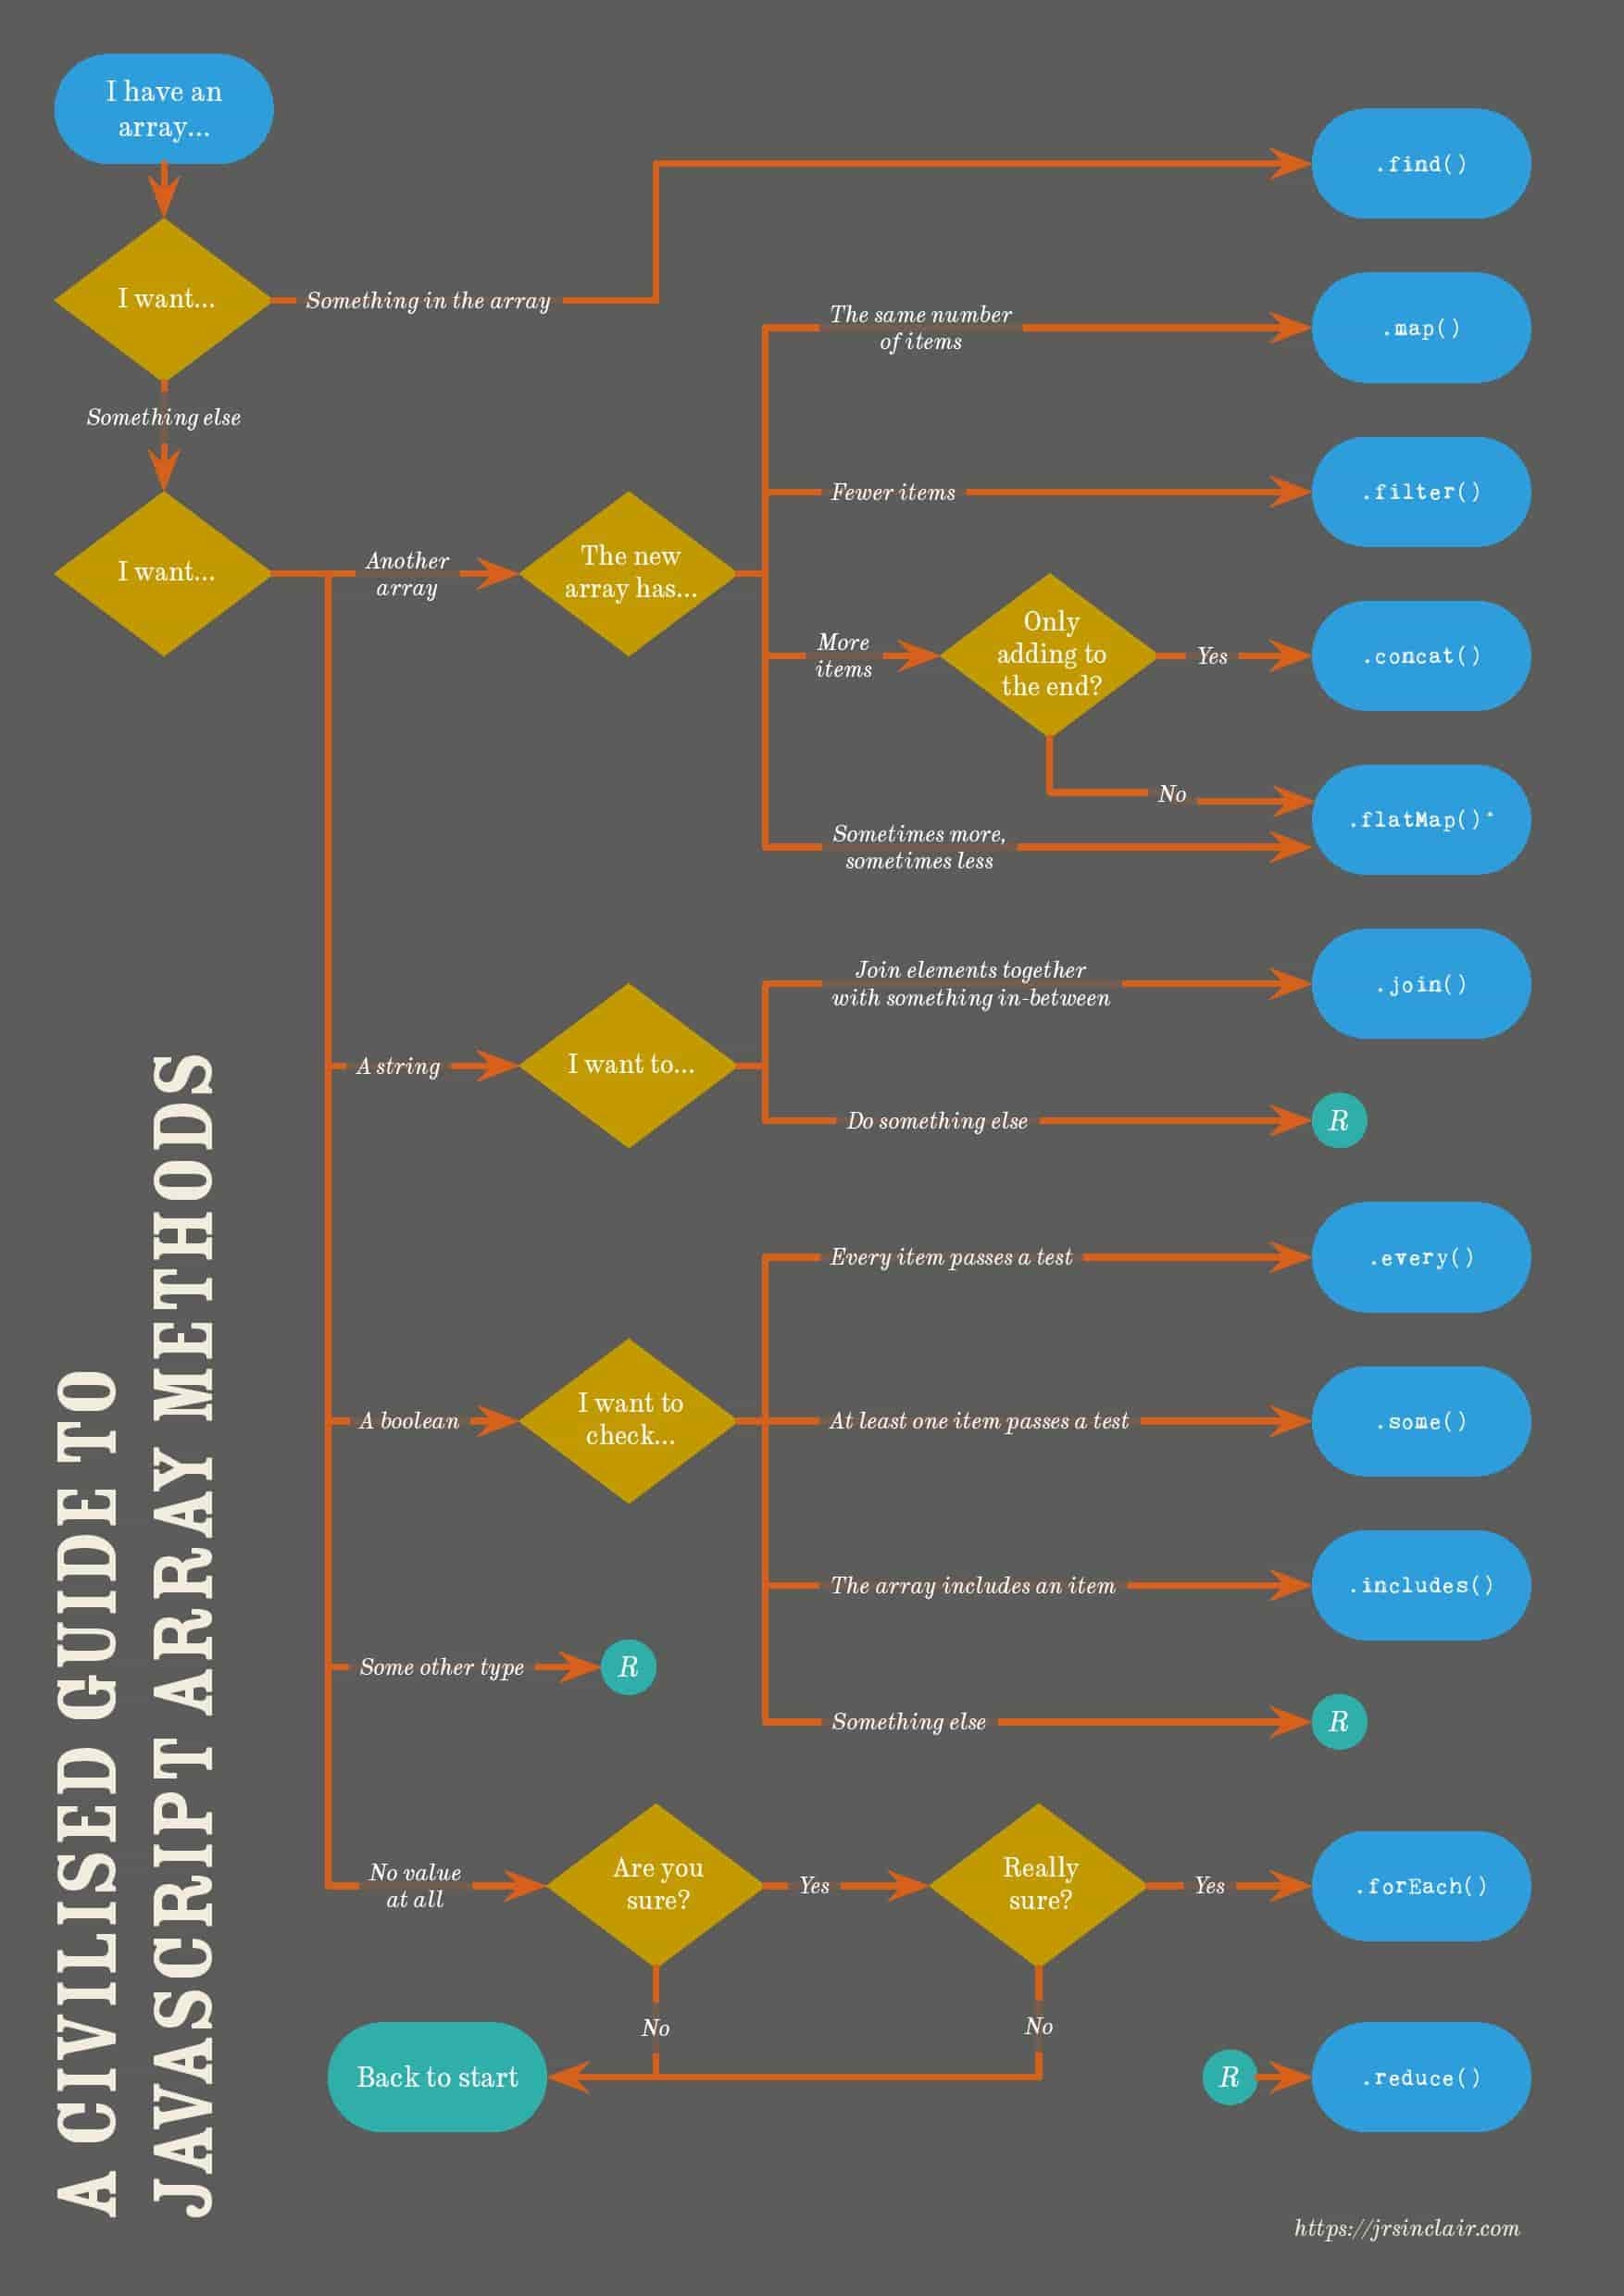 I have an
array...
.find()
I want...
Something in the array
The same number
of items
.map()
Something else
Fewer items
.filter()
I want...
Another
array
The new
array has...
More
items
Only
adding to
the end?
Yes
.concat()
No
.flatMap()*
Sometimes more,
sometimes less
Join elements together
with something in-between
.join()
A string
I want to...
Do something else
R
Every item passes a test
.every()
A boolean
I want to
check...
At least one item passes a test
.some()
The array includes an item
.includes()
Some other type
R
Something else
R
No value
at all
Are you
sure?
Yes
Really
sure?
Yes
.forEach()
No
No
Back to start
R
.reduce()
A CIVILISED GUIDE TO
JAVASCRIPT ARRAY METHODS
https://jrsinclair.com